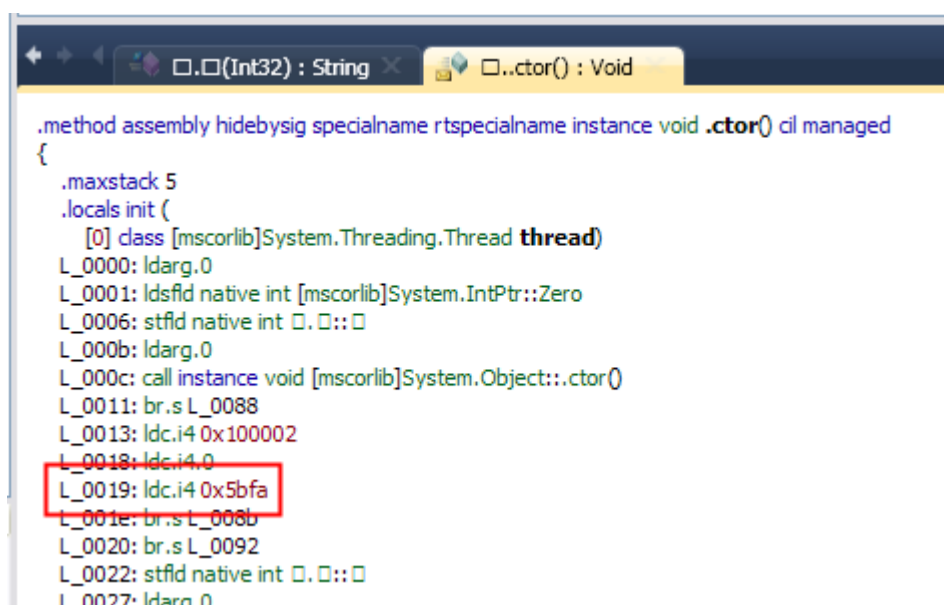 □.□(Int32) : String
□..ctor() : Void
.method assembly hidebysig specialname rtspecialname instance void .ctor() cil managed
{
.maxstack 5
.locals init (
[0] class [mscorlib]System.Threading.Thread thread)
L_0000: ldarg.0
L_0001: ldsfld native int [mscorlib]System.IntPtr::Zero
L_0006: stfld native int □.□::□
L_000b: ldarg.0
L_000c: call instance void [mscorlib]System.Object::.ctor()
L_0011: br.s L_0088
L_0013: ldc.i4 0x100002
L_0018: ldc.i4.0
L_0019: ldc.i4 0x5bfa
L_001e: br.s L_008b
L_0020: br.s L_0092
L_0022: stfld native int □.□::□
L_0027: ldarg.0